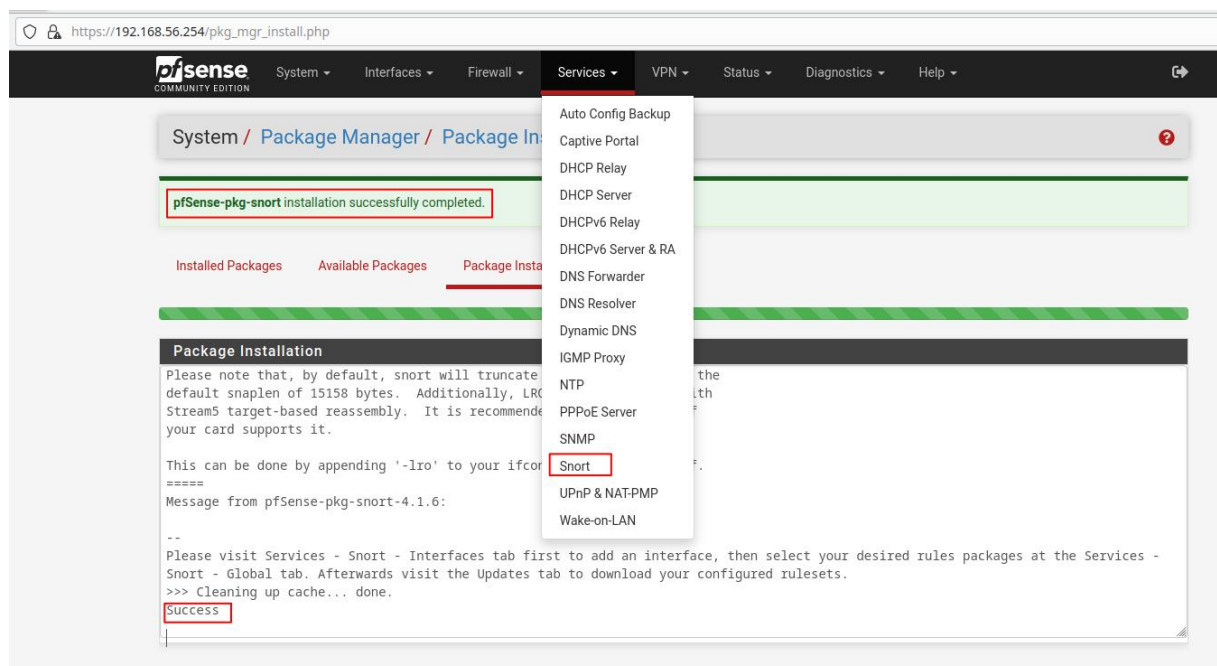 https://192.168.56.254/pkg_mgr_install.php
pfsense
COMMUNITY EDITION
System Interfaces Firewall Services VPN Status Diagnostics Help
System / Package Manager / Package In
pfSense-pkg-snort installation successfully completed.
Installed Packages Available Packages Package Insta
Auto Config Backup
Captive Portal
DHCP Relay
DHCP Server
DHCPv6 Relay
DHCPv6 Server & RA
DNS Forwarder
DNS Resolver
Dynamic DNS
IGMP Proxy
NTP
PPPoE Server
SNMP
Snort
UPnP & NAT-PMP
Wake-on-LAN
Package Installation
Please note that, by default, snort will truncate the
default snaplen of 15158 bytes. Additionally, LRO
Stream5 target-based reassembly. It is recommende
your card supports it.
This can be done by appending '-lro' to your ifcon
=====
Message from pfSense-pkg-snort-4.1.6:
--
Please visit Services - Snort - Interfaces tab first to add an interface, then select your desired rules packages at the Services -
Snort - Global tab. Afterwards visit the Updates tab to download your configured rulesets.
>>> Cleaning up cache... done.
Success